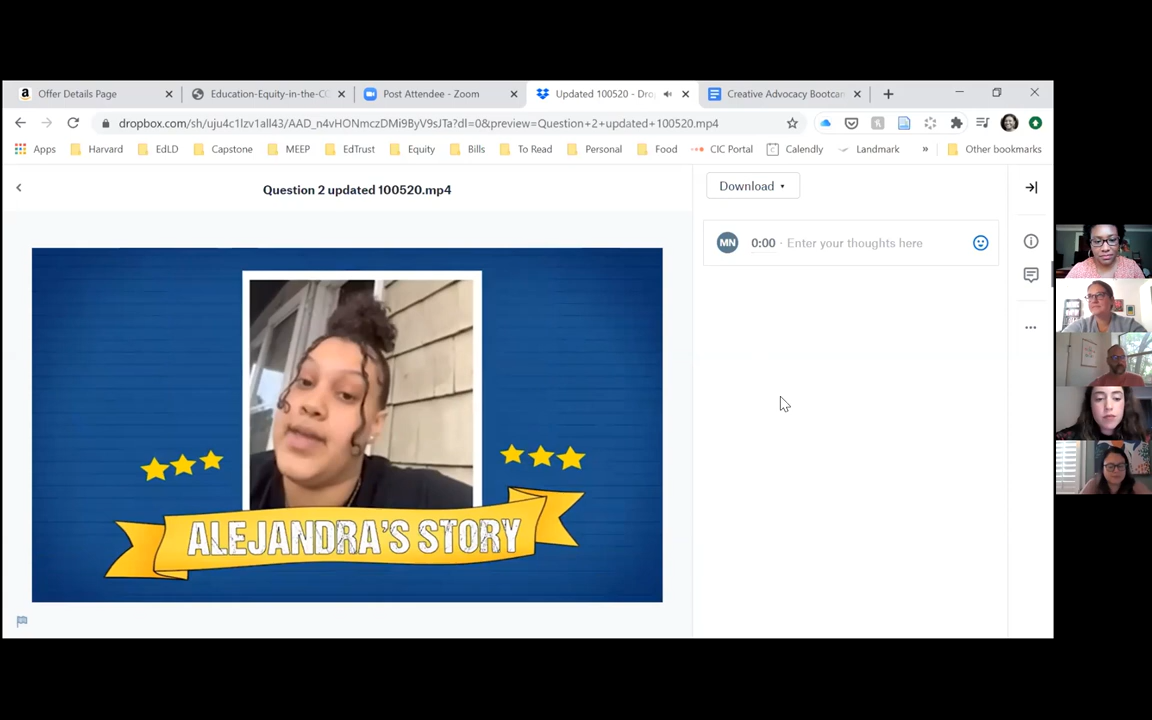 Offer Details Page
Education-Equity-in-the-CO
Post Attendee - Zoom
Updated 100520 - Dro
Creative Advocacy Bootcam
dropbox.com/sh/uju4c1lzv1all43/AAD_n4vHONmczDMi9ByV9sJTa?dl=0&preview=Question+2+updated+100520.mp4
Apps
Harvard
EdLD
Capstone
MEEP
EdTrust
Equity
Bills
To Read
Personal
Food
CIC Portal
Calendly
Landmark
»
Other bookmarks
Question 2 updated 100520.mp4
Download
MN
0:00 · Enter your thoughts here
ALEJANDRA'S STORY